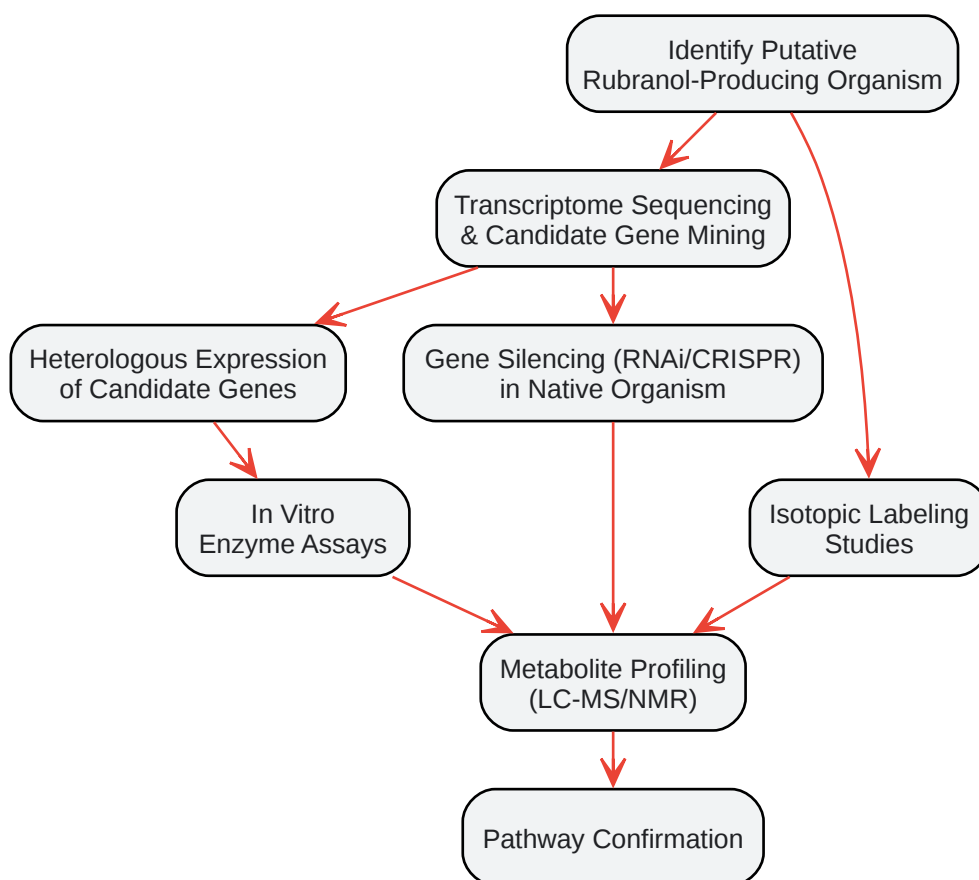 Identify Putative
Rubranol-Producing Organism
Transcriptome Sequencing
& Candidate Gene Mining
Heterologous Expression
of Candidate Genes
Gene Silencing (RNAi/CRISPR)
in Native Organism
In Vitro
Enzyme Assays
Isotopic Labeling
Studies
Metabolite Profiling
(LC-MS/NMR)
Pathway Confirmation